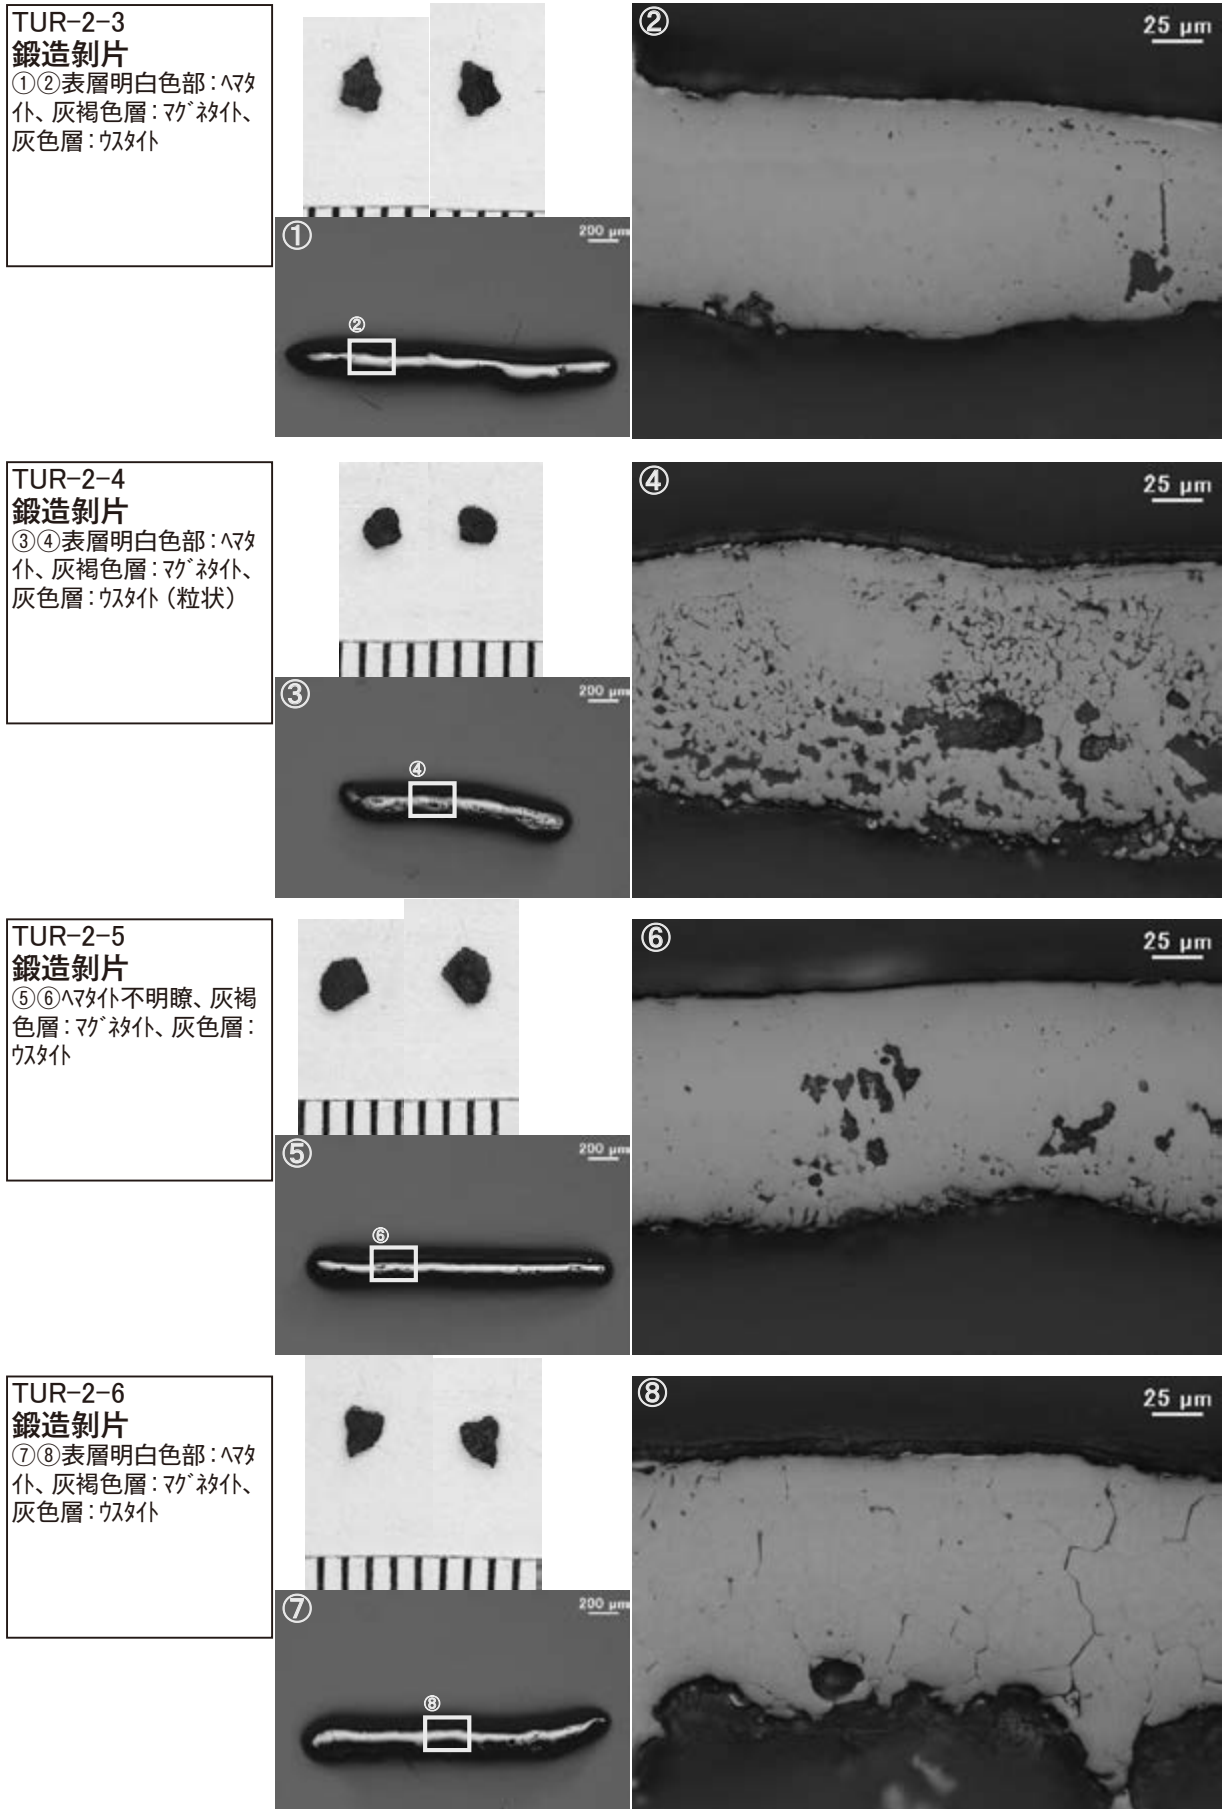 TUR-2-3
鍛造剝片
①②表層明白色部：ﾍﾏﾀ
ｲﾄ、灰褐色層：ﾏｸﾞﾈﾀｲﾄ、
灰色層：ｳｽﾀｲﾄ
①
200 μm
②
②
25 μm
TUR-2-4
鍛造剝片
③④表層明白色部：ﾍﾏﾀ
ｲﾄ、灰褐色層：ﾏｸﾞﾈﾀｲﾄ、
灰色層：ｳｽﾀｲﾄ（粒状）
③
200 μm
④
④
25 μm
TUR-2-5
鍛造剝片
⑤⑥ﾍﾏﾀｲﾄ不明瞭、灰褐
色層：ﾏｸﾞﾈﾀｲﾄ、灰色層：
ｳｽﾀｲﾄ
⑤
200 μm
⑥
⑥
25 μm
TUR-2-6
鍛造剝片
⑦⑧表層明白色部：ﾍﾏﾀ
ｲﾄ、灰褐色層：ﾏｸﾞﾈﾀｲﾄ、
灰色層：ｳｽﾀｲﾄ
⑦
200 μm
⑧
⑧
25 μm